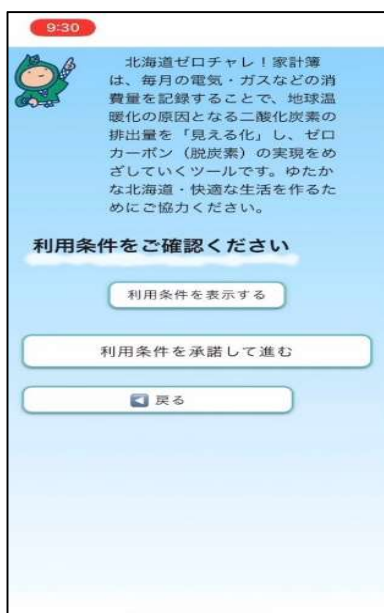 9:30
北海道ゼロチャレ！家計簿
は、毎月の電気・ガスなどの消
費量を記録することで、地球温
暖化の原因となる二酸化炭素の
排出量を「見える化」し、ゼロ
カーボン（脱炭素）の実現をめ
ざしていくツールです。ゆたか
な北海道・快適な生活を作るた
めにご協力ください。
利用条件をご確認ください
利用条件を表示する
利用条件を承諾して進む
戻る